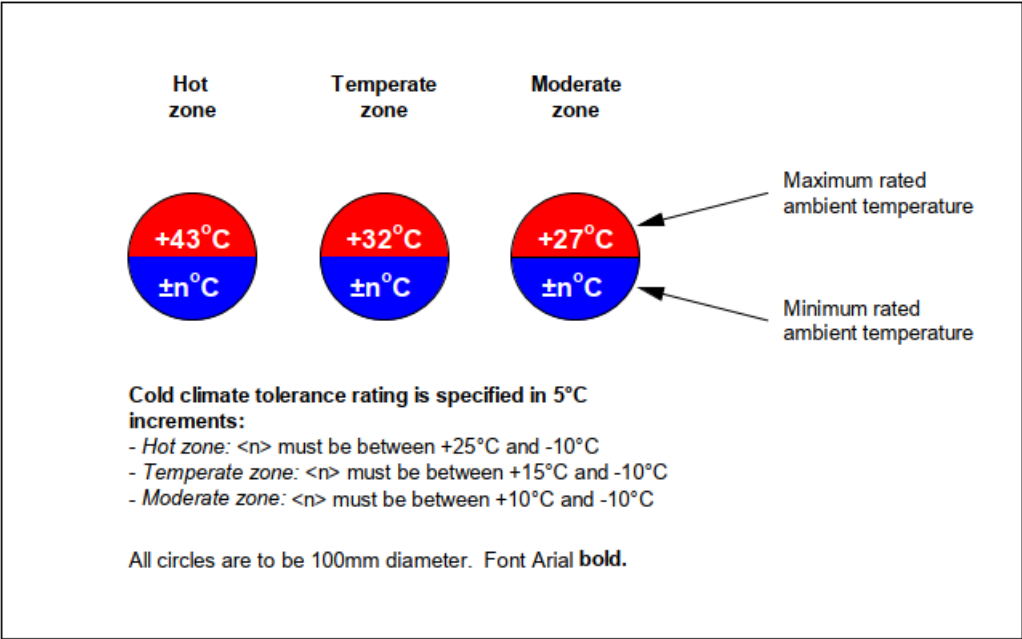 Hot
zone
Temperate
zone
Moderate
zone
+43°C
±n°C
+32°C
±n°C
+27°C
±n°C
Maximum rated
ambient temperature
Minimum rated
ambient temperature
Cold climate tolerance rating is specified in 5°C
increments:
- Hot zone: <n> must be between +25°C and -10°C
- Temperate zone: <n> must be between +15°C and -10°C
- Moderate zone: <n> must be between +10°C and -10°C
All circles are to be 100mm diameter.  Font Arial bold.